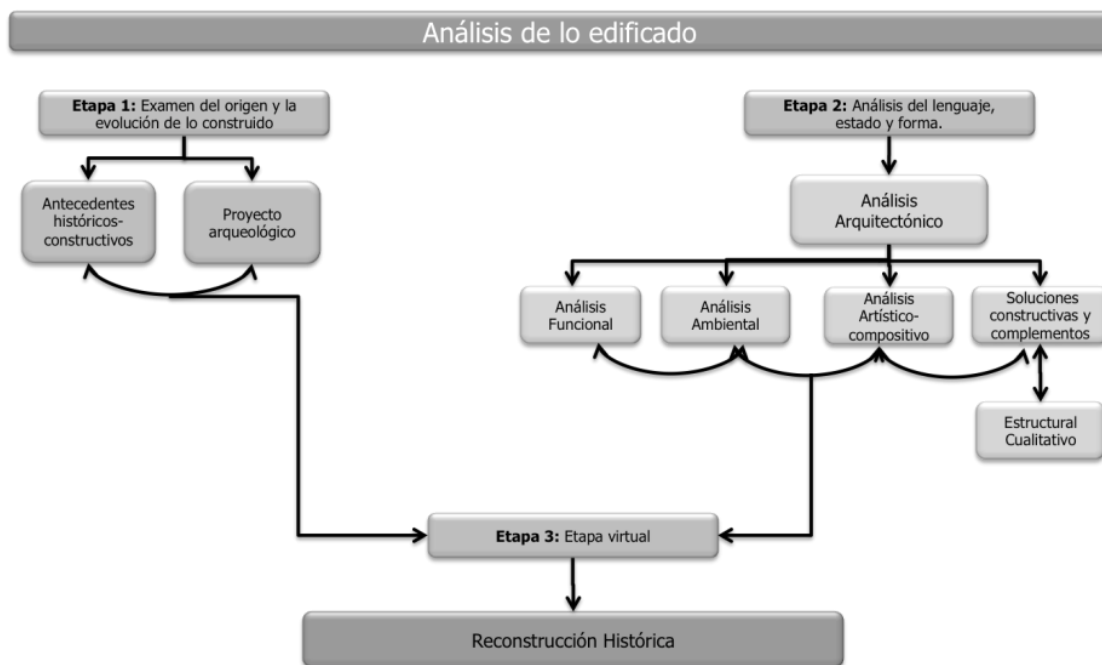 Análisis de lo edificado
Etapa 1: Examen del origen y la
evolución de lo construido
Etapa 2: Análisis del lenguaje,
estado y forma.
Antecedentes
históricos-
constructivos
Proyecto
arqueológico
Análisis
Arquitectónico
Análisis
Funcional
Análisis
Ambiental
Análisis
Artístico-
compositivo
Soluciones
constructivas y
complementos
Estructural
Cualitativo
Etapa 3: Etapa virtual
Reconstrucción Histórica